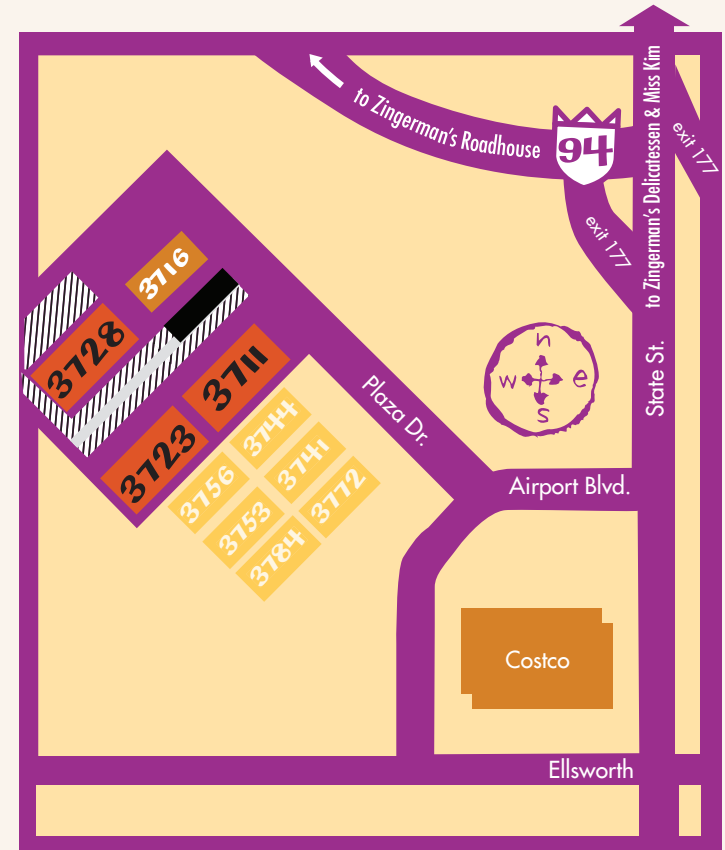 to Zingerman's Roadhouse
94
exit 177
exit 177
to Zingerman's Delicatessen & Miss Kim
State St.
n
w e
s
Plaza Dr.
Airport Blvd.
3716
3728
3711
3723
3744
3741
3772
3756
3753
3784
Costco
Ellsworth